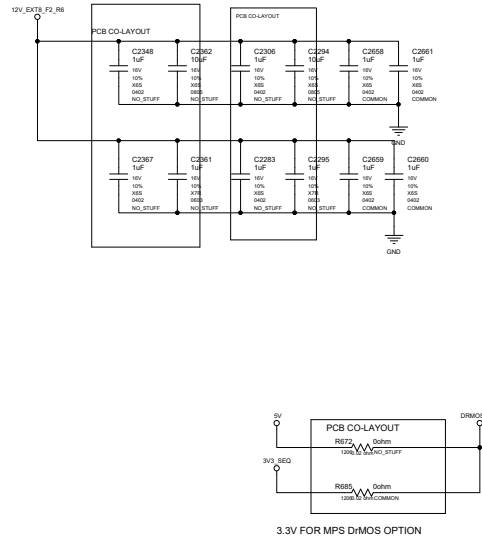 12V_EXT8_F2_R6
PCB CO-LAYOUT
PCB CO-LAYOUT
C2348 C2362 C2306 C2294 C2658 C2661
1uF 10uF 1uF 10uF 1uF 1uF
16V 16V 16V 16V 16V 16V
10% 10% 10% 10% 10% 10%
X6S X6S X6S X6S X6S X6S
0402 0805 0402 0805 0402 0402
NO_STUFF NO_STUFF NO_STUFF NO_STUFF COMMON COMMON
GND
C2367 C2361 C2283 C2295 C2659 C2660
1uF 1uF 1uF 1uF 1uF 1uF
16V 16V 16V 16V 16V 16V
10% 10% 10% 10% 10% 10%
X6S X7R X6S X7R X6S X6S
0402 0603 0402 0603 0402 0402
NO_STUFF NO_STUFF NO_STUFF NO_STUFF COMMON COMMON
GND
5V DRMOS
PCB CO-LAYOUT
R672 0ohm
NO_STUFF
3V3_SEQ
R685 0ohm
COMMON
3.3V FOR MPS DrMOS OPTION